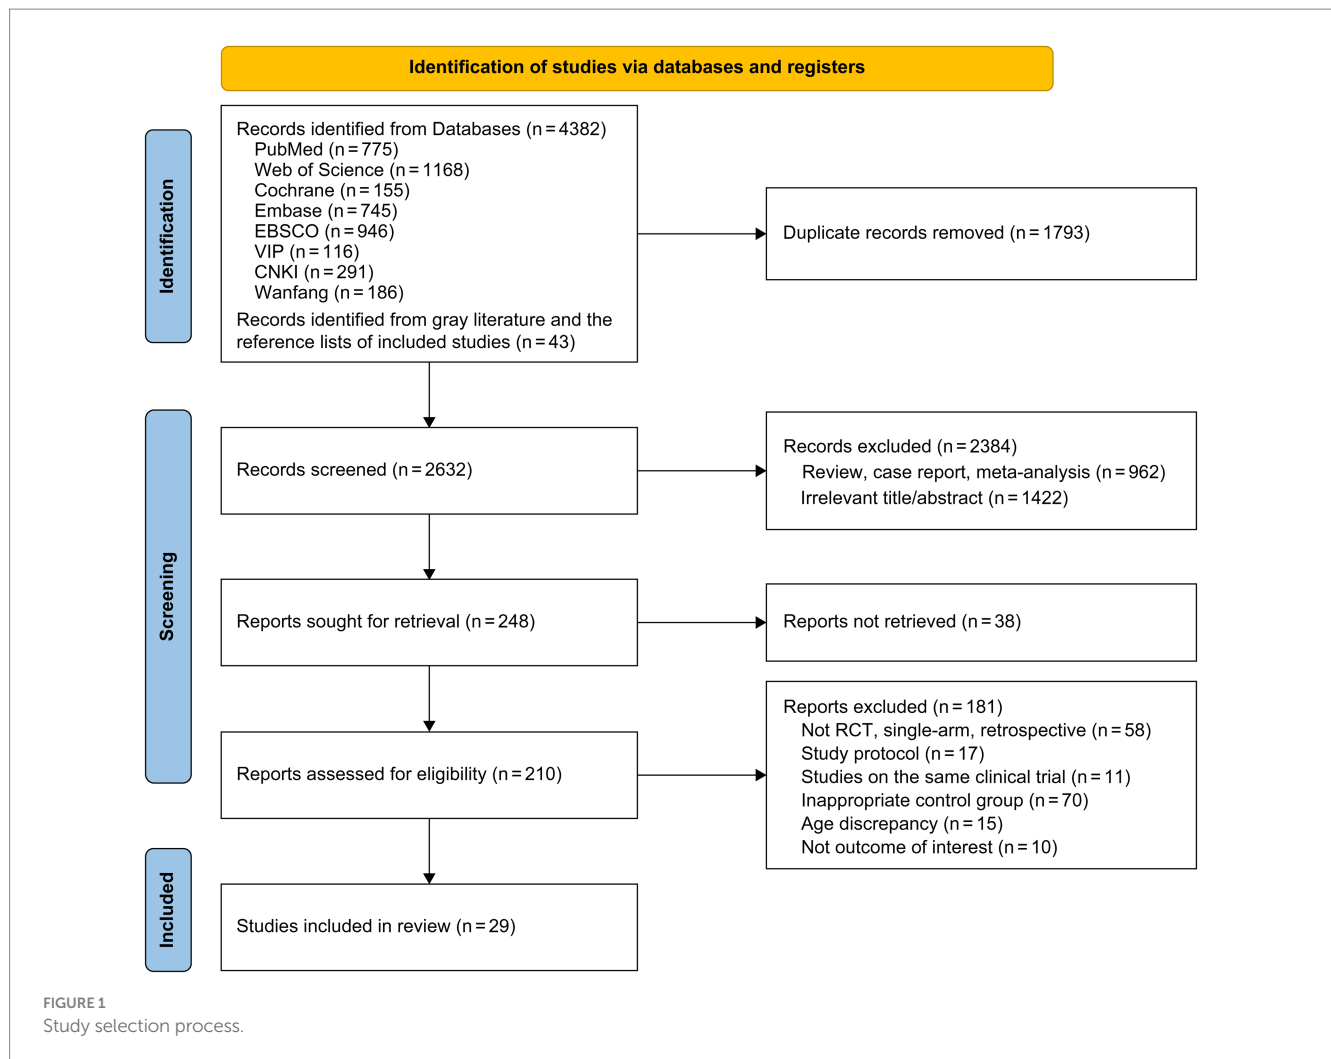 Identification of studies via databases and registers
Identification
Records identified from Databases (n = 4382)
PubMed (n = 775)
Web of Science (n = 1168)
Cochrane (n = 155)
Embase (n = 745)
EBSCO (n = 946)
VIP (n = 116)
CNKI (n = 291)
Wanfang (n = 186)
Records identified from gray literature and the
reference lists of included studies (n = 43)
Duplicate records removed (n = 1793)
Screening
Records screened (n = 2632)
Records excluded (n = 2384)
Review, case report, meta-analysis (n = 962)
Irrelevant title/abstract (n = 1422)
Reports sought for retrieval (n = 248)
Reports not retrieved (n = 38)
Reports assessed for eligibility (n = 210)
Reports excluded (n = 181)
Not RCT, single-arm, retrospective (n = 58)
Study protocol (n = 17)
Studies on the same clinical trial (n = 11)
Inappropriate control group (n = 70)
Age discrepancy (n = 15)
Not outcome of interest (n = 10)
Included
Studies included in review (n = 29)
FIGURE 1
Study selection process.